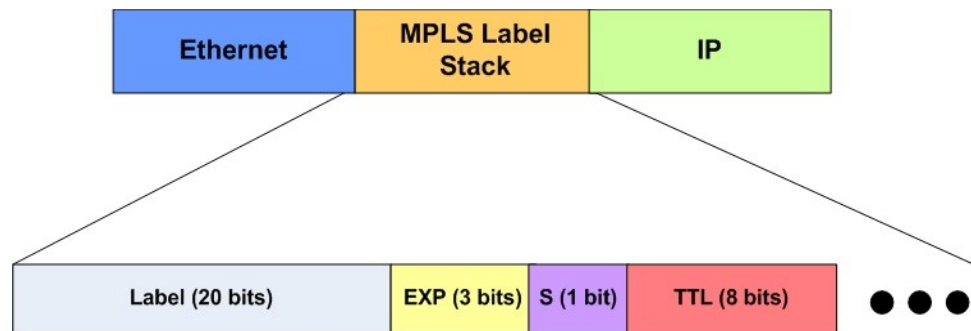 Ethernet
MPLS Label
Stack
IP
Label (20 bits)
EXP (3 bits)
S (1 bit)
TTL (8 bits)